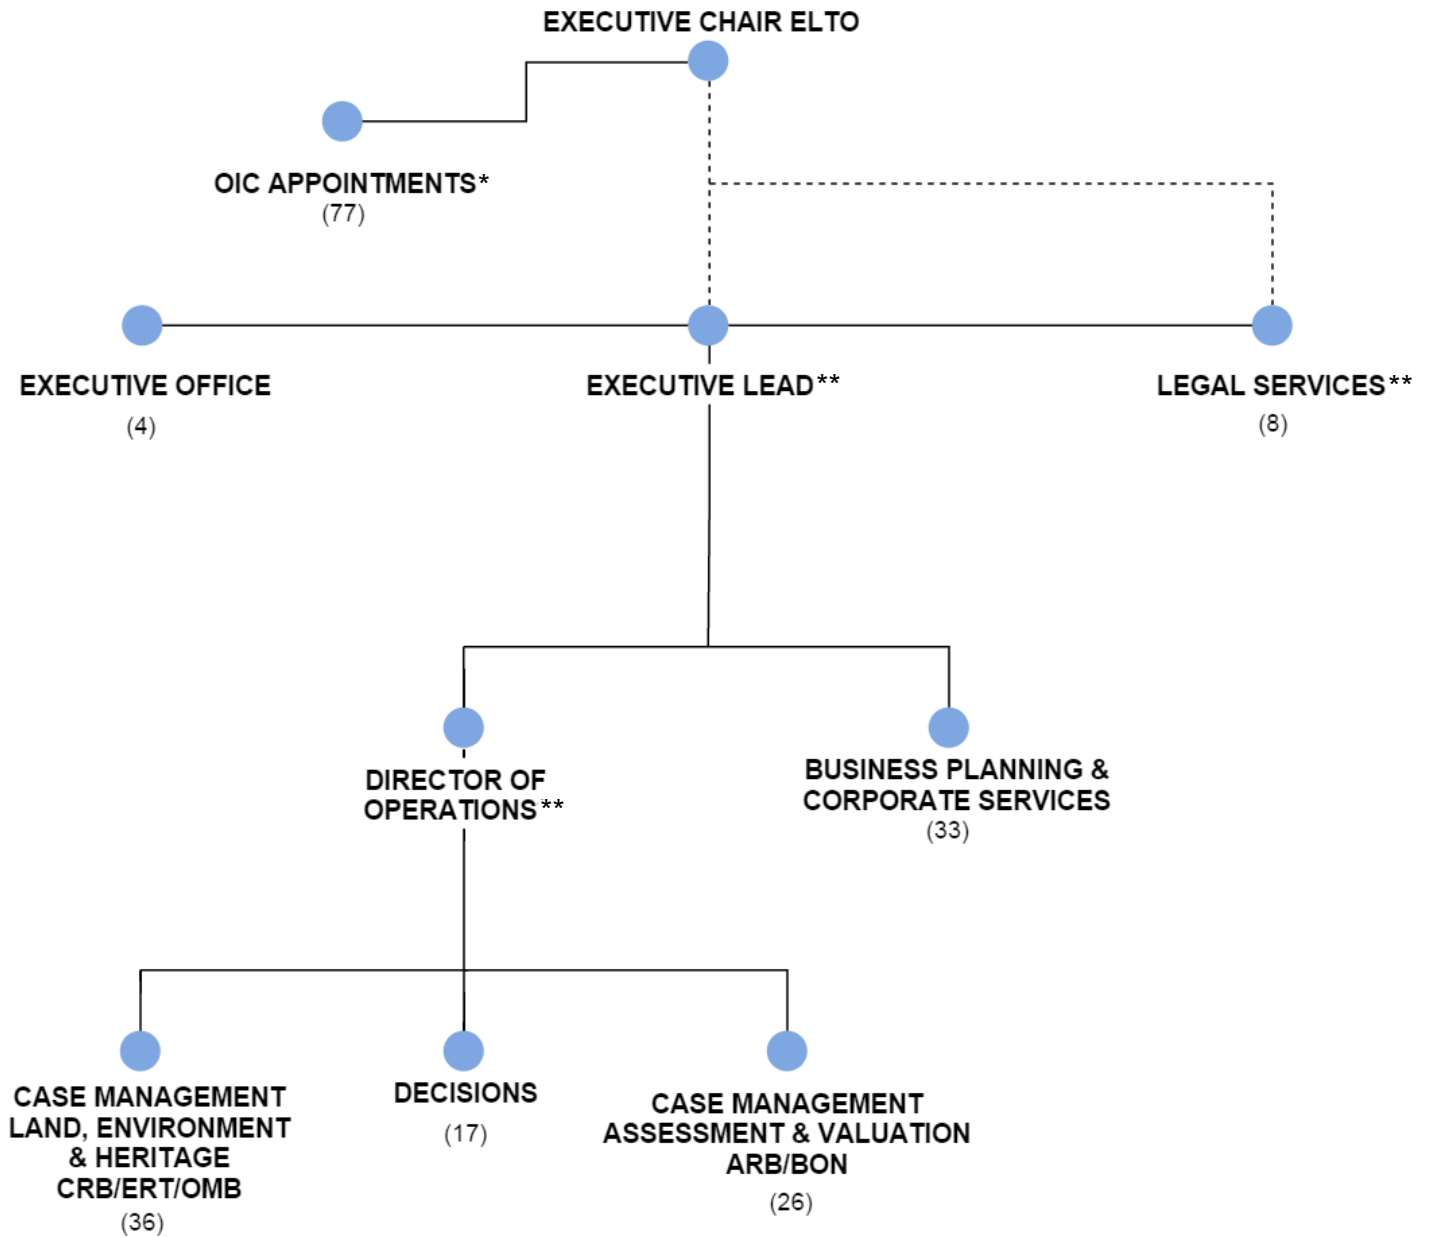 EXECUTIVE CHAIR ELTO
OIC APPOINTMENTS*
(77)
EXECUTIVE OFFICE
(4)
EXECUTIVE LEAD**
LEGAL SERVICES**
(8)
DIRECTOR OF
OPERATIONS**
BUSINESS PLANNING &
CORPORATE SERVICES
(33)
CASE MANAGEMENT
LAND, ENVIRONMENT
& HERITAGE
CRB/ERT/OMB
(36)
DECISIONS
(17)
CASE MANAGEMENT
ASSESSMENT & VALUATION
ARB/BON
(26)